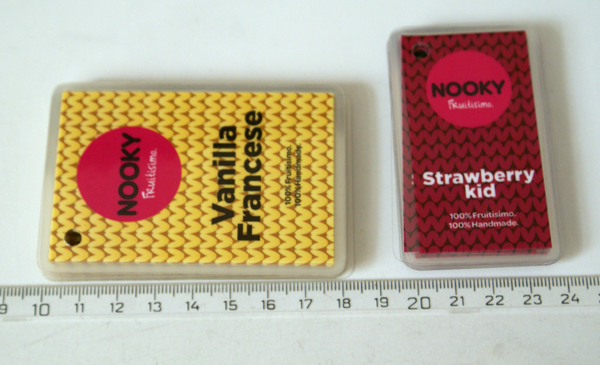 NOOKY
Fruitisimo.
Vanilla
Francese
100% Fruitisimo.
100% Handmade.
NOOKY
Fruitisimo.
Strawberry
kid
100% Fruitisimo.
100% Handmade.
9 10 11 12 13 14 15 16 17 18 19 20 21 22 23 24